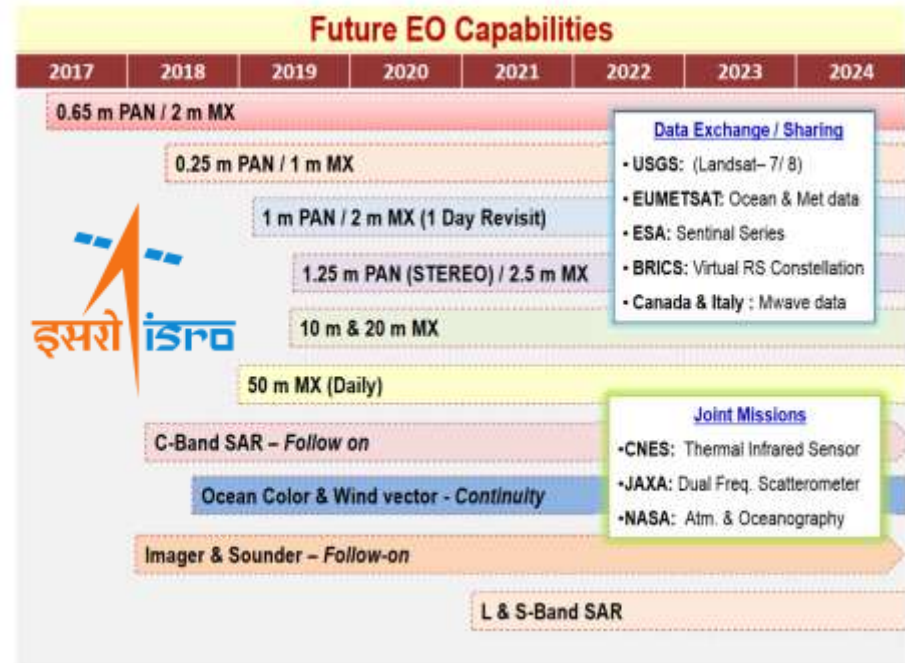 Future EO Capabilities
2017 2018 2019 2020 2021 2022 2023 2024
0.65 m PAN / 2 m MX
0.25 m PAN / 1 m MX
1 m PAN / 2 m MX (1 Day Revisit)
1.25 m PAN (STEREO) / 2.5 m MX
10 m & 20 m MX
50 m MX (Daily)
C-Band SAR – Follow on
Ocean Color & Wind vector - Continuity
Imager & Sounder – Follow-on
L & S-Band SAR
इसरो isro
Data Exchange / Sharing
• USGS: (Landsat– 7/ 8)
• EUMETSAT: Ocean & Met data
• ESA: Sentinal Series
• BRICS: Virtual RS Constellation
• Canada & Italy : Mwave data
Joint Missions
•CNES: Thermal Infrared Sensor
•JAXA: Dual Freq. Scatterometer
•NASA: Atm. & Oceanography